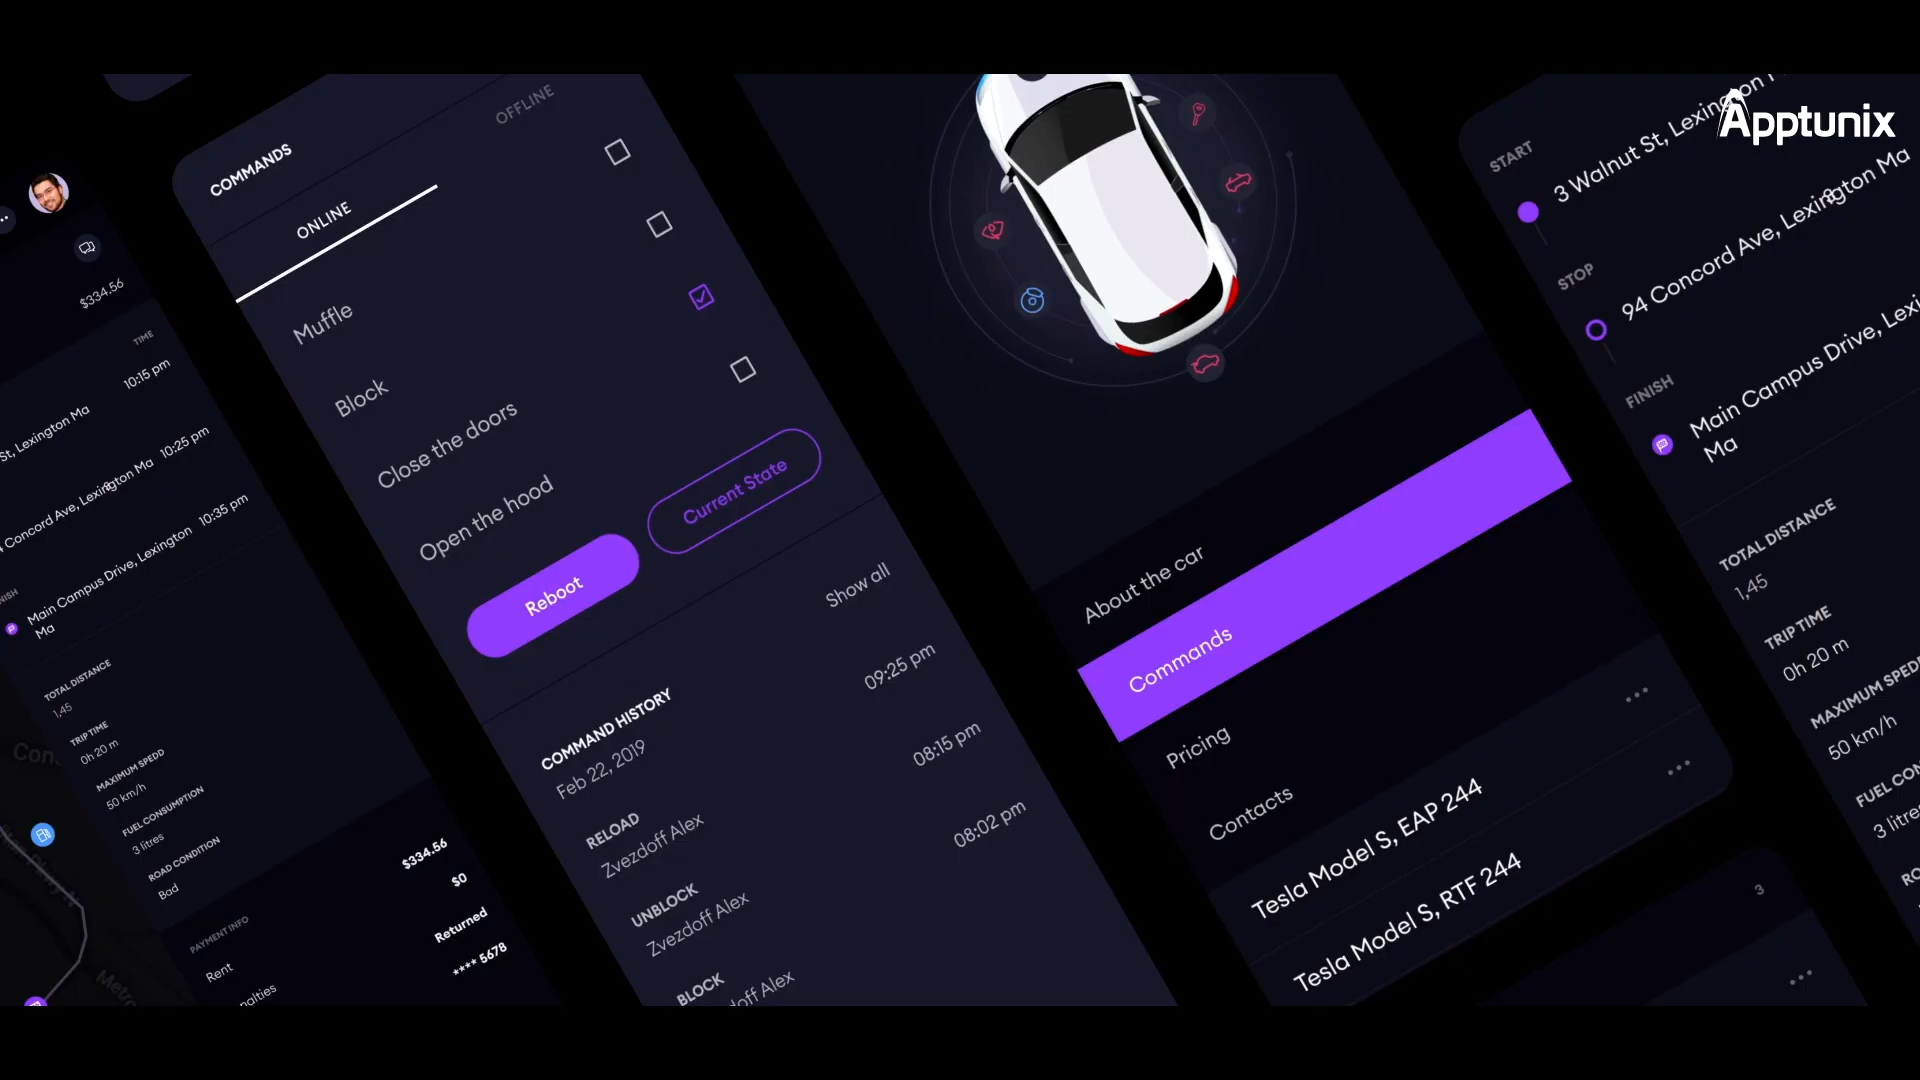 $334.56
TIME
10:15 pm
St, Lexington Ma
10:25 pm
Concord Ave, Lexington Ma
10:35 pm
Main Campus Drive, Lexington
Ma
TOTAL DISTANCE
1,45
TRIP TIME
0h 20 m
MAXIMUM SPEDD
50 km/h
FUEL CONSUMPTION
3 litres
ROAD CONDITION
Bad
PAYMENT INFO
$334.56
Rent
$0
Returned
**** 5678
COMMANDS
OFFLINE
ONLINE
Muffle
Block
Close the doors
Open the hood
Reboot
Current State
Show all
COMMAND HISTORY
Feb 22, 2019
09:25 pm
RELOAD
Zvezdoff Alex
08:15 pm
UNBLOCK
Zvezdoff Alex
08:02 pm
BLOCK
About the car
Commands
Pricing
Contacts
Tesla Model S, EAP 244
Tesla Model S, RTF 244
3
Apptunix
START
3 Walnut St, Lexington
STOP
94 Concord Ave, Lexington Ma
FINISH
Main Campus Drive,
Ma
TOTAL DISTANCE
1,45
TRIP TIME
0h 20 m
MAXIMUM SPEDD
50 km/h
FUEL